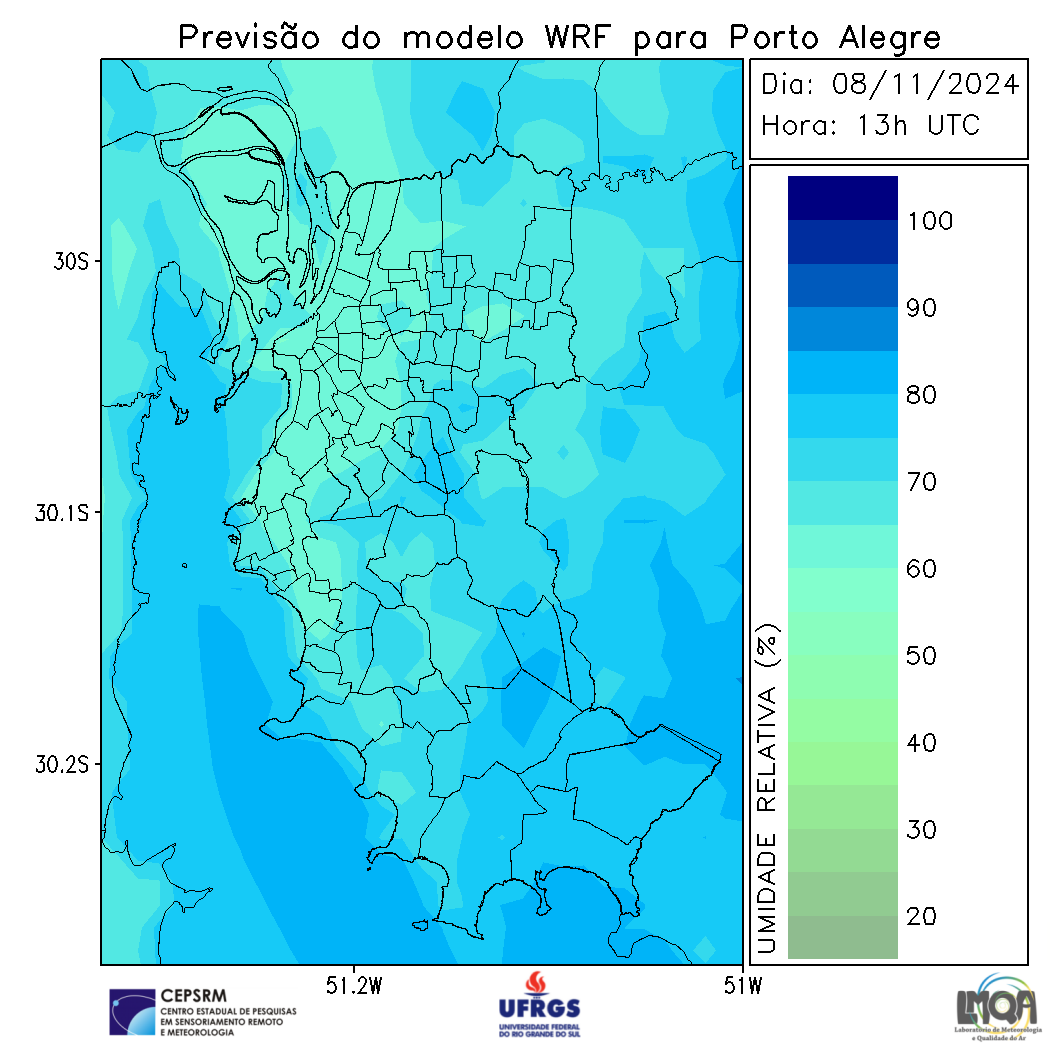 Previsão do modelo WRF para Porto Alegre
Dia: 08/11/2024
Hora: 13h UTC
100
90
80
70
60
50
40
30
20
UMIDADE RELATIVA (%)
30S
30.1S
30.2S
51.2W
51W
CEPSRM
CENTRO ESTADUAL DE PESQUISAS
EM SENSORIAMENTO REMOTO
E METEOROLOGIA
UFRGS
UNIVERSIDADE FEDERAL
DO RIO GRANDE DO SUL
LMQA
Laboratório de Meteorologia
e Qualidade do Ar